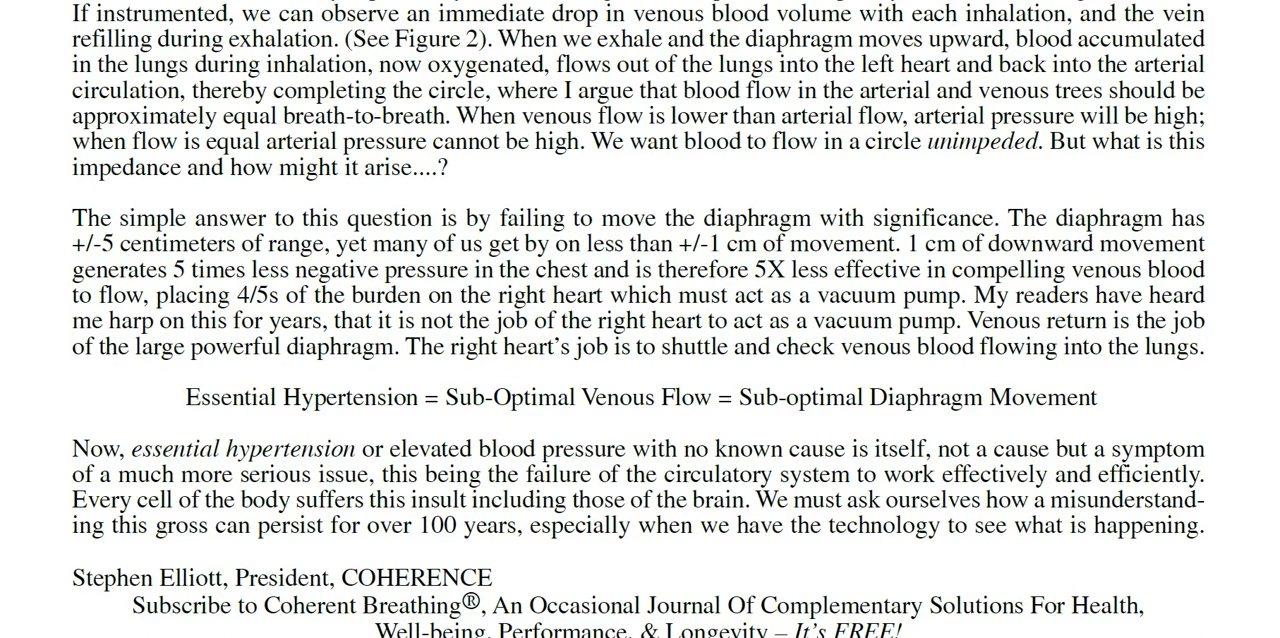 If instrumented, we can observe an immediate drop in venous blood volume with each inhalation, and the vein
refilling during exhalation. (See Figure 2). When we exhale and the diaphragm moves upward, blood accumulated
in the lungs during inhalation, now oxygenated, flows out of the lungs into the left heart and back into the arterial
circulation, thereby completing the circle, where I argue that blood flow in the arterial and venous trees should be
approximately equal breath-to-breath. When venous flow is lower than arterial flow, arterial pressure will be high;
when flow is equal arterial pressure cannot be high. We want blood to flow in a circle unimpeded. But what is this
impedance and how might it arise....?
The simple answer to this question is by failing to move the diaphragm with significance. The diaphragm has
+/-5 centimeters of range, yet many of us get by on less than +/-1 cm of movement. 1 cm of downward movement
generates 5 times less negative pressure in the chest and is therefore 5X less effective in compelling venous blood
to flow, placing 4/5s of the burden on the right heart which must act as a vacuum pump. My readers have heard
me harp on this for years, that it is not the job of the right heart to act as a vacuum pump. Venous return is the job
of the large powerful diaphragm. The right heart's job is to shuttle and check venous blood flowing into the lungs.
Essential Hypertension = Sub-Optimal Venous Flow = Sub-optimal Diaphragm Movement
Now, essential hypertension or elevated blood pressure with no known cause is itself, not a cause but a symptom
of a much more serious issue, this being the failure of the circulatory system to work effectively and efficiently.
Every cell of the body suffers this insult including those of the brain. We must ask ourselves how a misunderstand-
ing this gross can persist for over 100 years, especially when we have the technology to see what is happening.
Stephen Elliott, President, COHERENCE
Subscribe to Coherent Breathing®, An Occasional Journal Of Complementary Solutions For Health,
Well-being, Performance, & Longevity – It's FREE!